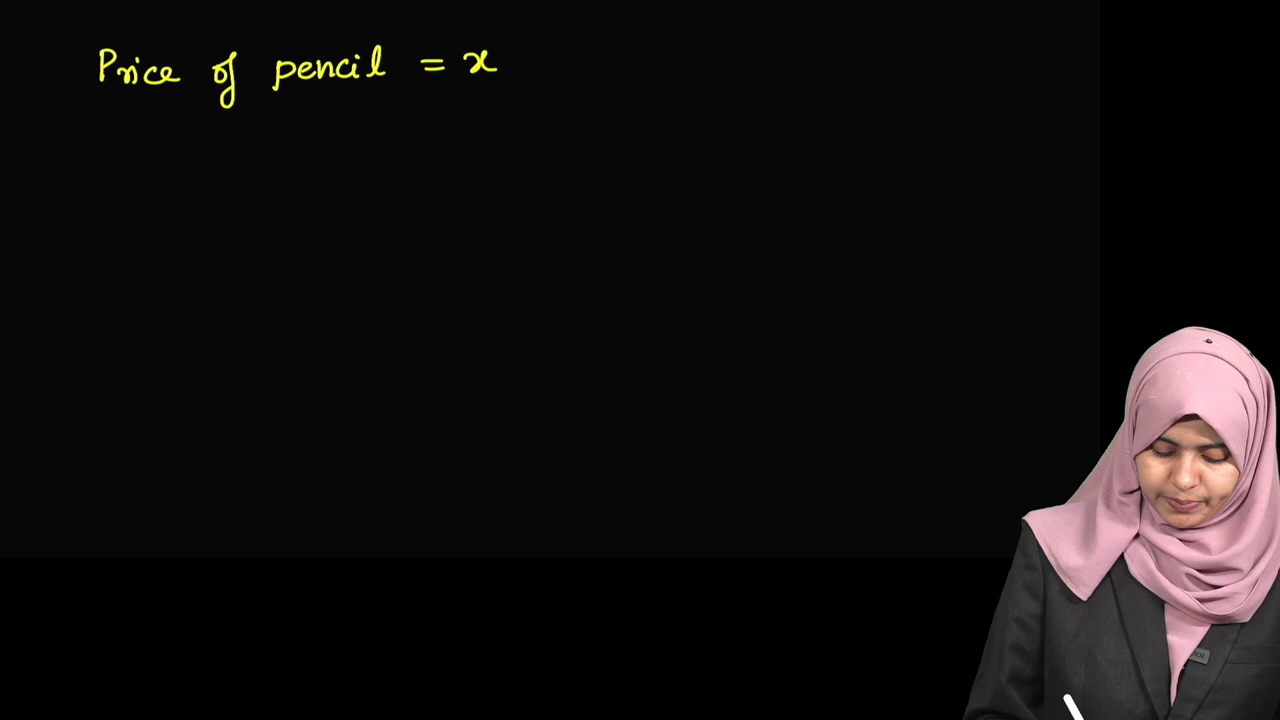 Price of pencil = x